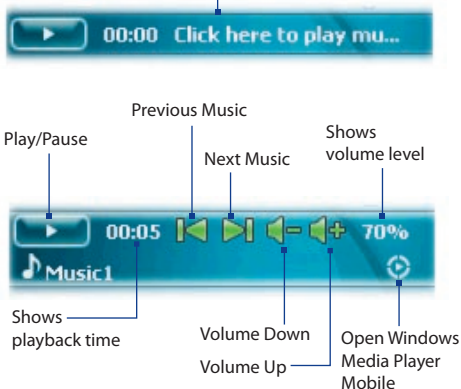 00:00 Click here to play mu...
Previous Music
Play/Pause
Next Music
Shows
volume level
00:05 70%
Music1
Shows
playback time
Volume Down
Volume Up
Open Windows
Media Player
Mobile